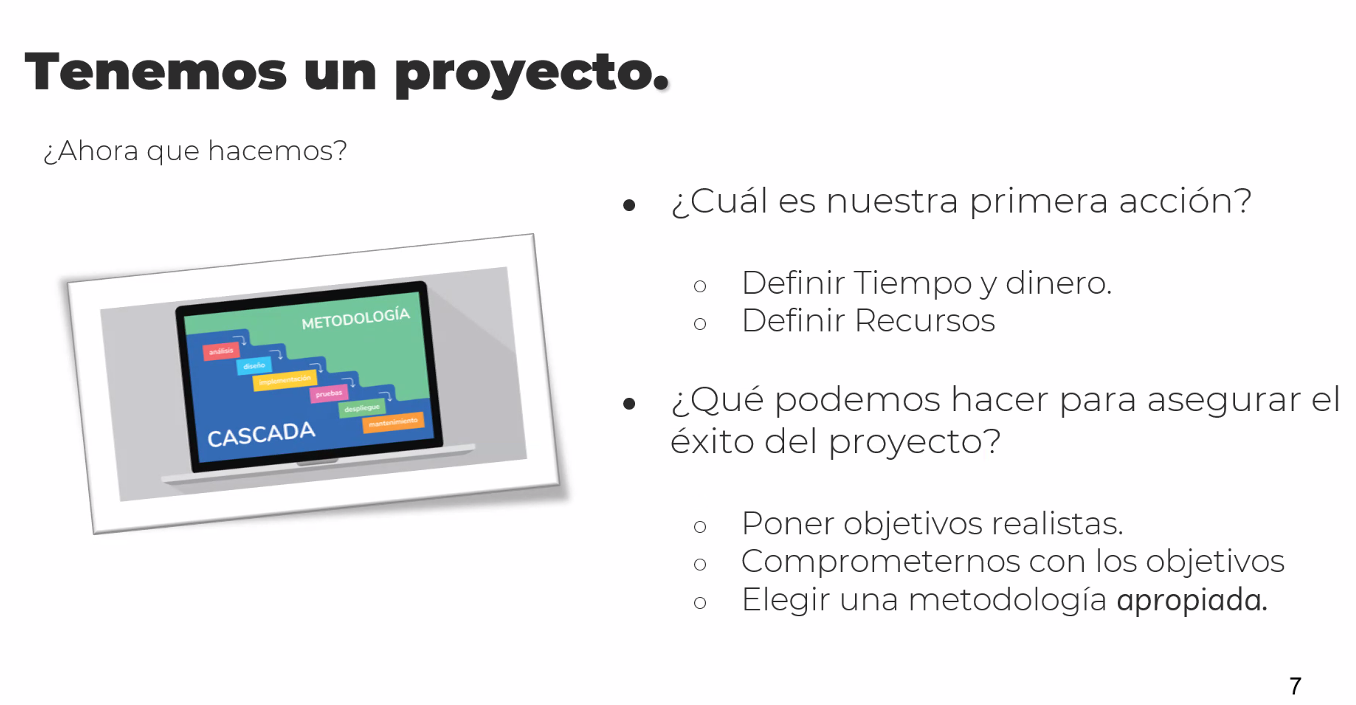 Tenemos un proyecto.
¿Ahora que hacemos?
METODOLOGÍA
análisis
diseño
implementación
pruebas
despliegue
mantenimiento
CASCADA
● ¿Cuál es nuestra primera acción?
○ Definir Tiempo y dinero.
○ Definir Recursos
● ¿Qué podemos hacer para asegurar el
éxito del proyecto?
○ Poner objetivos realistas.
○ Comprometernos con los objetivos
○ Elegir una metodología apropiada.
7